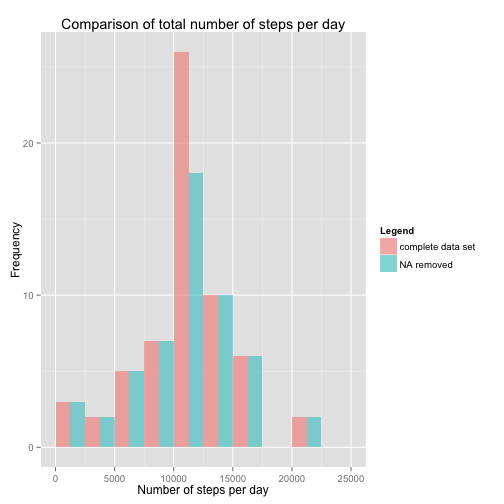 Comparison of total number of steps per day
Frequency
20
10
0
0 5000 10000 15000 20000 25000
Number of steps per day
Legend
complete data set
NA removed